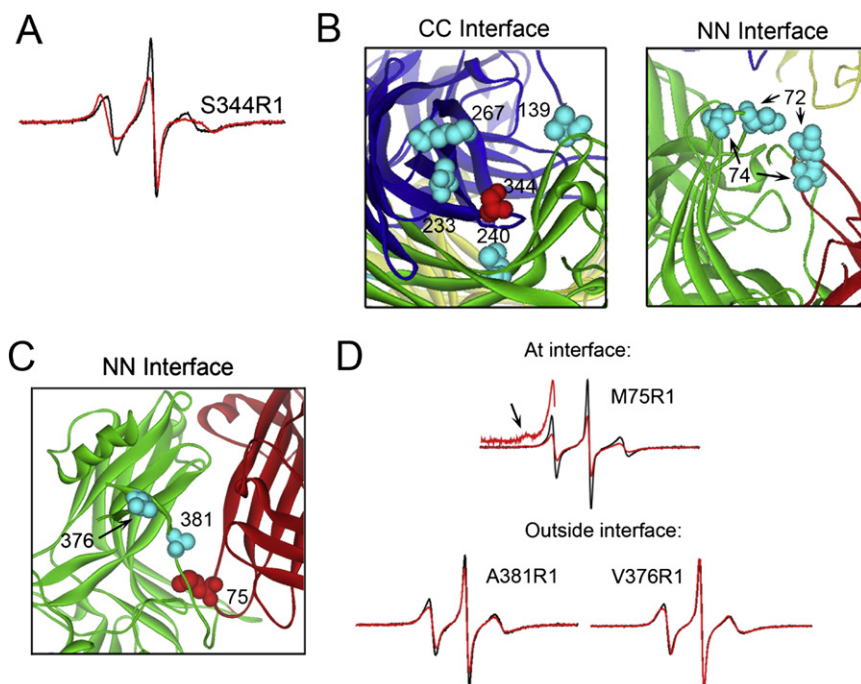 A
S344R1
B
CC Interface
267
139
344
233
240
NN Interface
72
74
C
NN Interface
376
381
75
D
At interface:
M75R1
Outside interface:
A381R1
V376R1